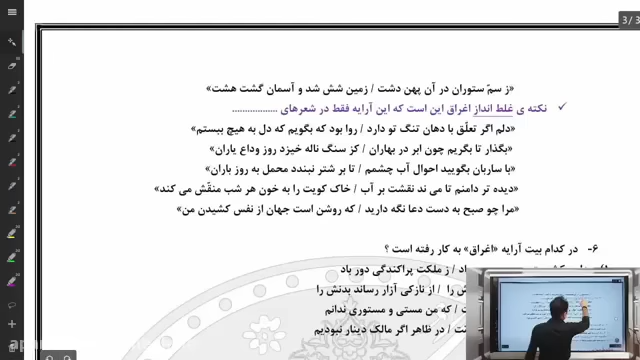 3/3
«ز سمّ ستوران در آن پهن دشت / زمین شش شد و آسمان گشت هشت»
✓ نکته ی غلط انداز اغراق این است که این آرایه فقط در شعرهای ..................
«دلم اگر تعلّق با دهان تنگ تو دارد / روا بود که بگویم که دل به هیچ ببستم»
«بگذار تا بگریم چون ابر در بهاران / کز سنگ ناله خیزد روز وداع یاران»
«با ساربان بگویید احوال آب چشمم / تا بر شتر نبندد محمل به روز باران»
«دیده تر دامنم تا می ند نقشت بر آب / خاک کویت را به خون هر شب منقّش می کند»
«مرا چو صبح به دست دعا نگه دارید / که روشن است جهان از نفس کشیدن من»
۶- در کدام بیت آرایه «اغراق» به کار رفته است ؟
اد / ز ملکت پراکندگی دور باد
ش را / از نازکی آزار رساند بدنش را
ت / که من مستی و مستوری ندانم
نت / در ظاهر اگر مالک دینار نبودیم